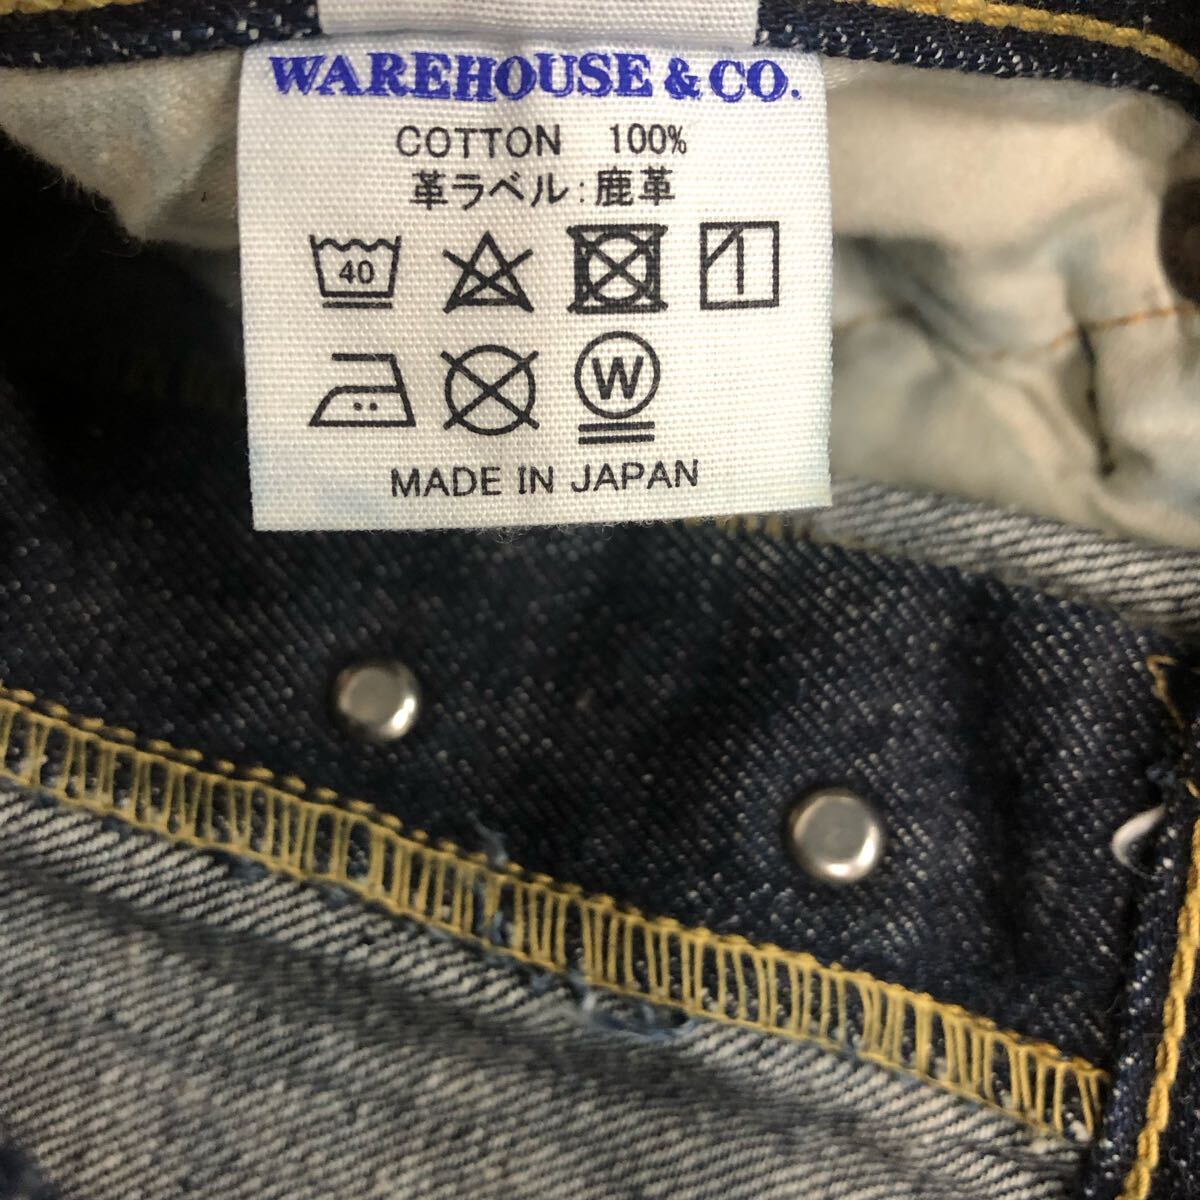 WAREHOUSE & CO.
COTTON 100%
革ラベル：鹿革
40
W
MADE IN JAPAN